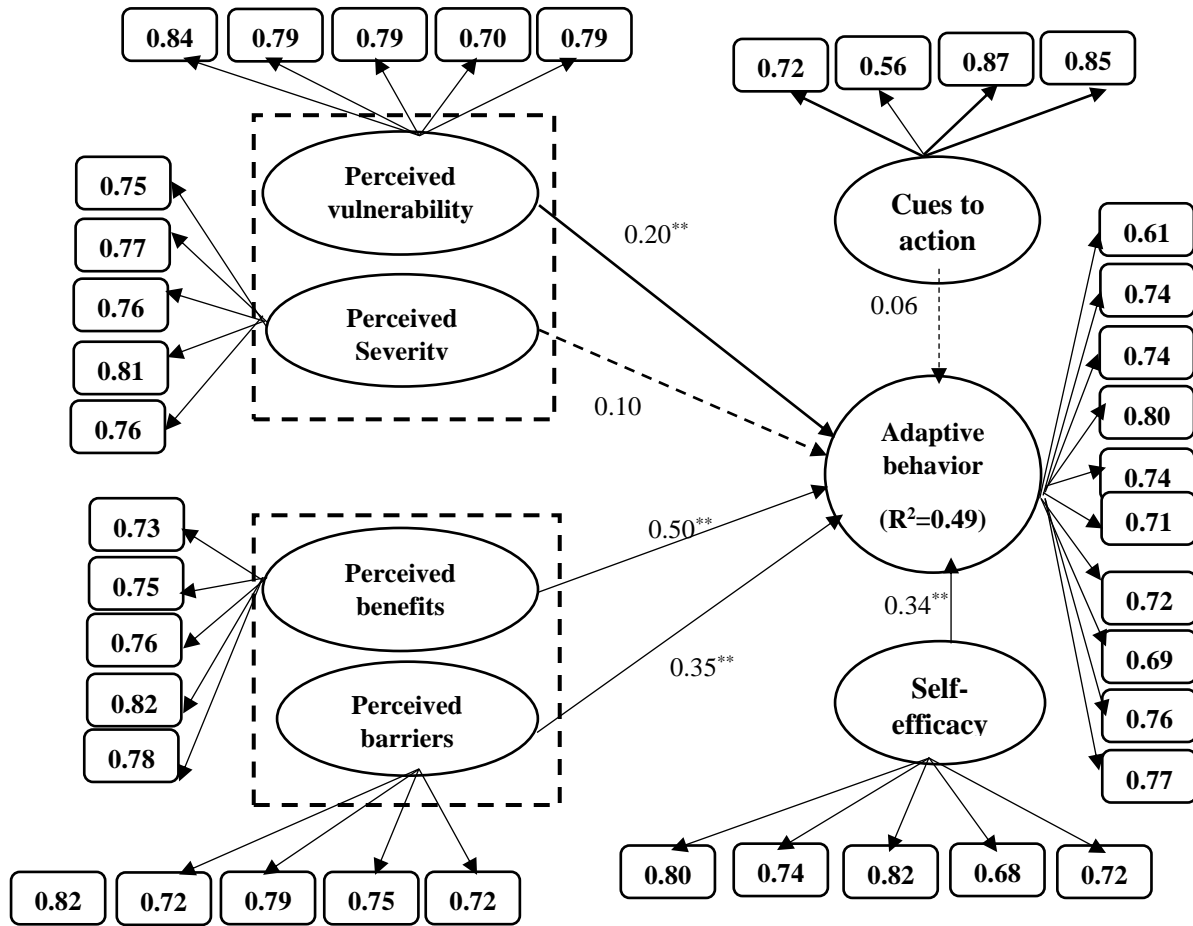 0.84 0.79 0.79 0.70 0.79
0.72 0.56 0.87 0.85
Perceived
vulnerability
0.75
0.77
0.76
0.81
0.76
Perceived
Severity
Cues to
action
0.20**
0.10
0.06
0.61
0.74
0.74
0.80
0.74
0.71
0.72
0.69
0.76
0.77
Adaptive
behavior
(R²=0.49)
0.73
0.75
0.76
0.82
0.78
Perceived
benefits
Perceived
barriers
0.50**
0.35**
0.34**
Self-
efficacy
0.82 0.72 0.79 0.75 0.72
0.80 0.74 0.82 0.68 0.72